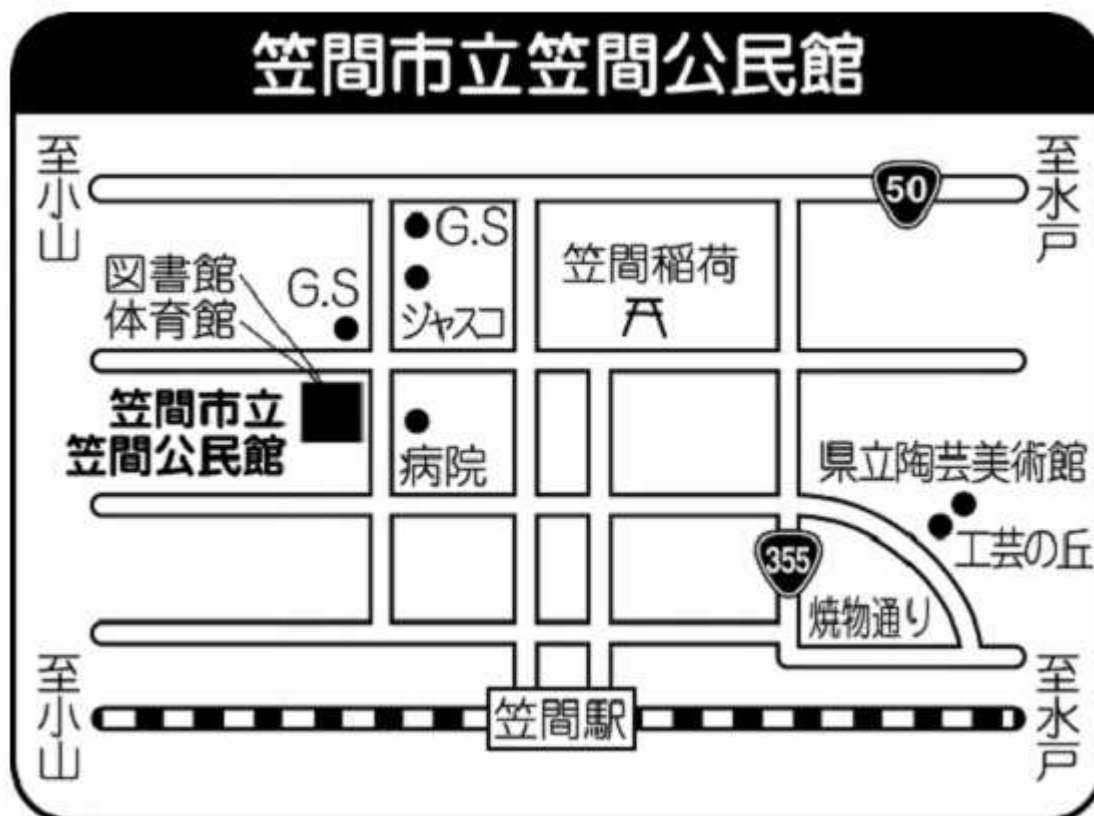 笠間市立笠間公民館
至小山
至水戸
50
G.S
図書館
体育館
G.S
ジャスコ
笠間稲荷
笠間市立
笠間公民館
病院
県立陶芸美術館
工芸の丘
355
焼物通り
至小山
笠間駅
至水戸